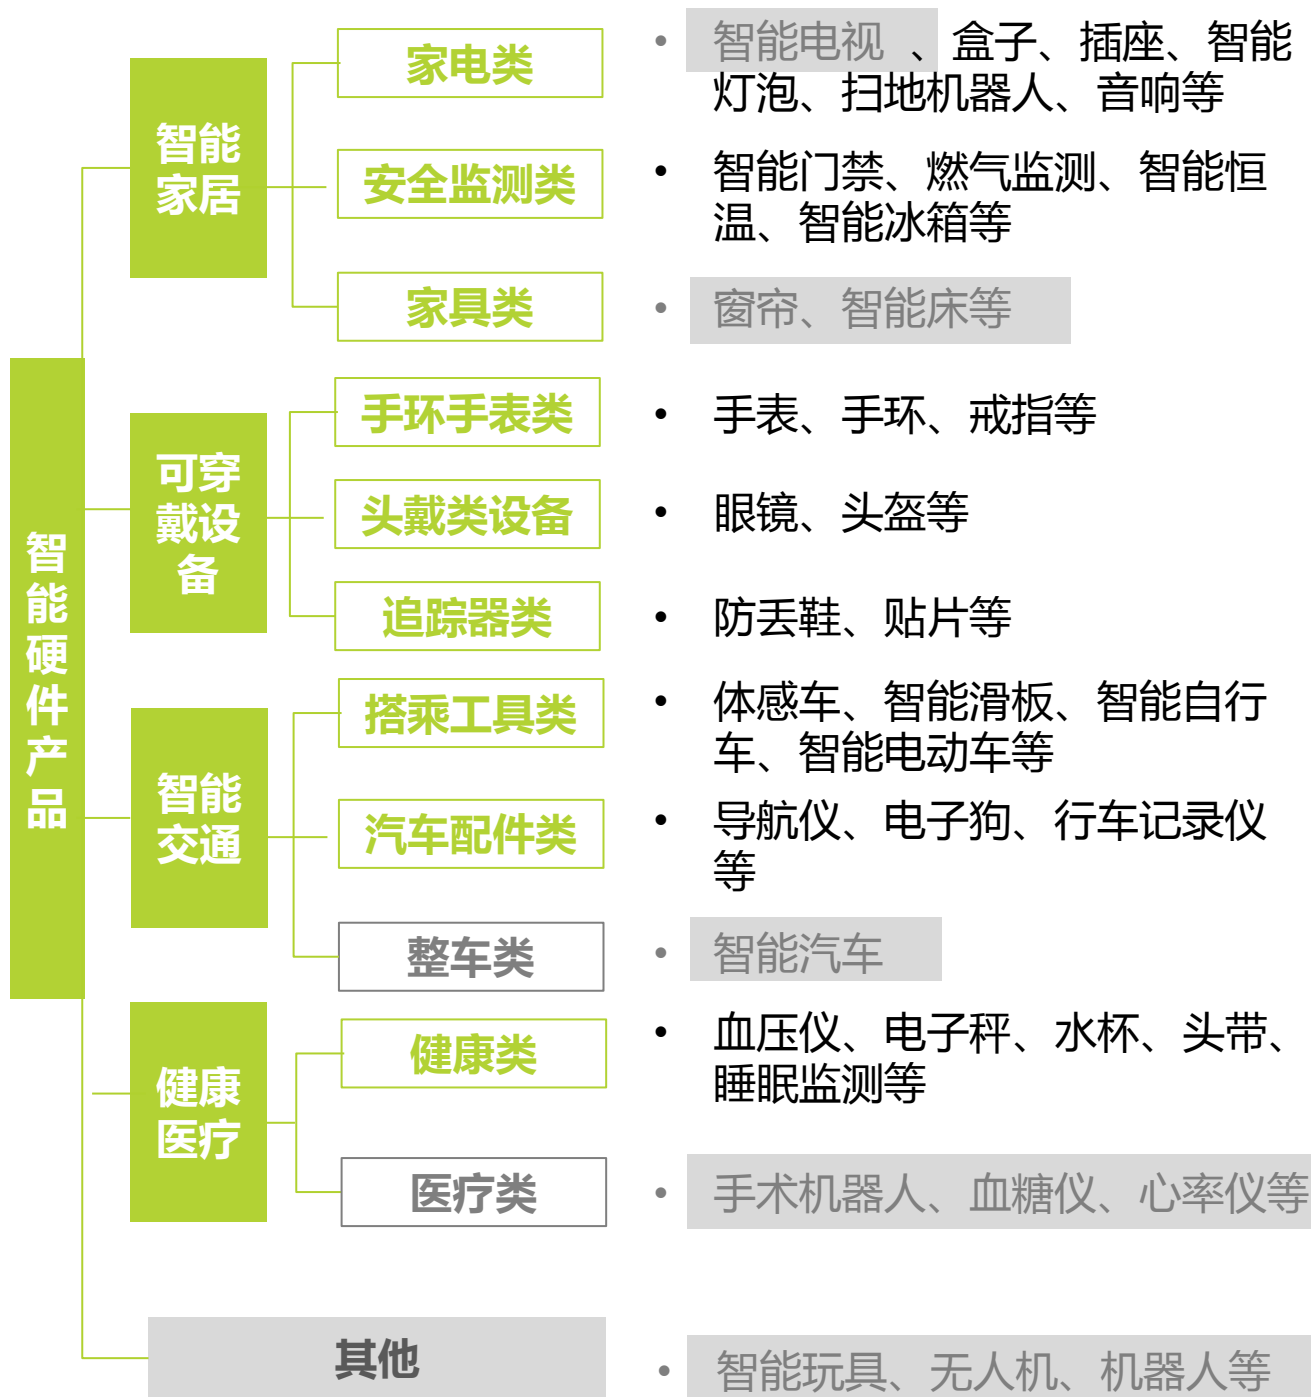 智能硬件产品
智能
家居
家电类
• 智能电视 、盒子、插座、智能
灯泡、扫地机器人、音响等
安全监测类
• 智能门禁、燃气监测、智能恒
温、智能冰箱等
家具类
• 窗帘、智能床等
可穿
戴设
备
手环手表类
• 手表、手环、戒指等
头戴类设备
• 眼镜、头盔等
追踪器类
• 防丢鞋、贴片等
智能
交通
搭乘工具类
• 体感车、智能滑板、智能自行
车、智能电动车等
汽车配件类
• 导航仪、电子狗、行车记录仪
等
整车类
• 智能汽车
健康
医疗
健康类
• 血压仪、电子秤、水杯、头带、
睡眠监测等
医疗类
• 手术机器人、血糖仪、心率仪等
其他
• 智能玩具、无人机、机器人等